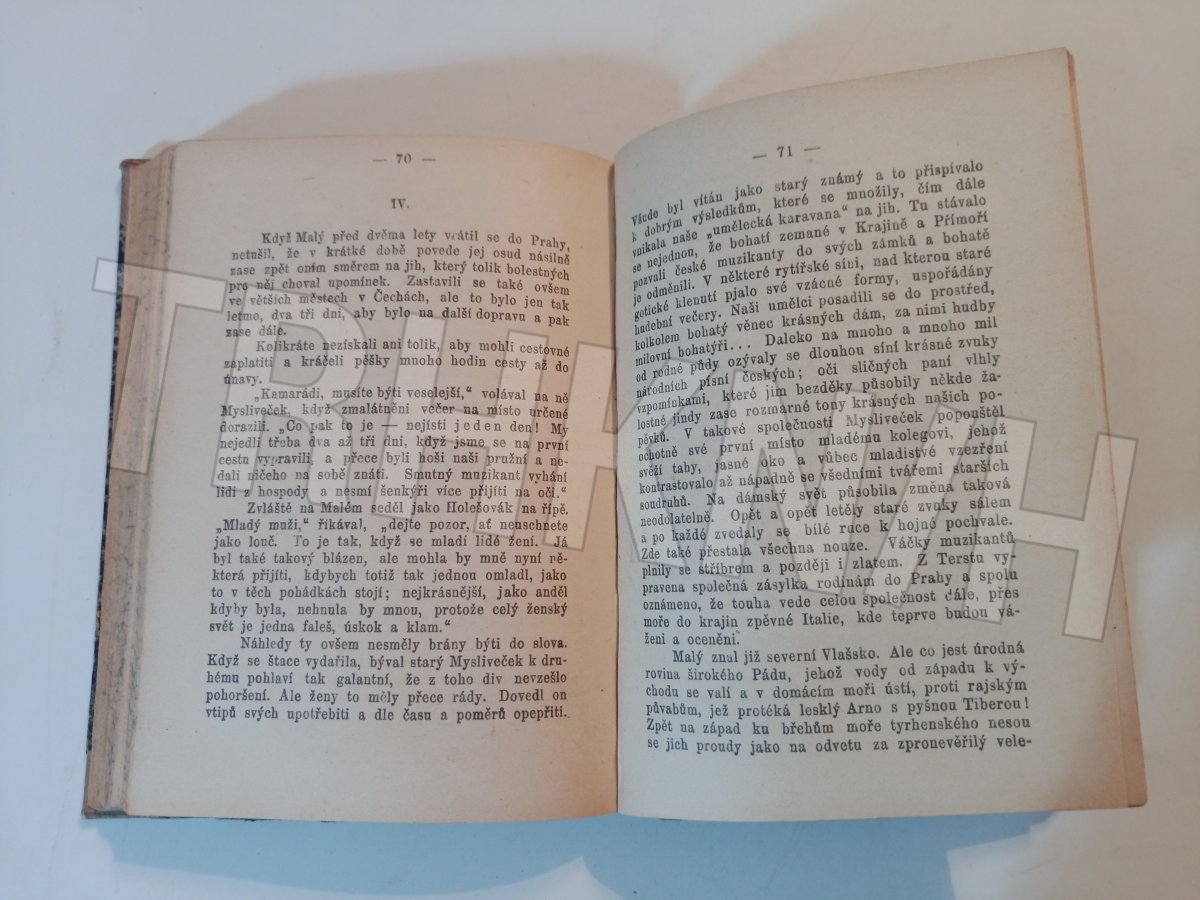 — 70 —
IV.
Když Malý před dvěma lety vrátil se do Prahy,
netušil, že v krátké době povede jej osud násilně
zase zpět oním směrem na jih, který tolik bolestných
pro něj choval upomínek. Zastavili se také ovšem
ve větších městech v Čechách, ale to bylo jen tak
letmo, dva tři dni, aby bylo na další dopravu a pak
zase dále.
Kolikráte nezískali ani tolik, aby mohli cestovné
zaplatiti a kráčeli pěšky mnoho hodin cesty až do
únavy.
„Kamarádi, musíte býti veselejší,“ volával na ně
Mysliveček, když zmalátněni večer na místo určené
dorazili. „Co pak to je — nejísti jeden den! My
nejedli třeba dva až tři dni, když jsme se na první
cestu vypravili, a přece byli hoši naši pružní a ne-
dali ničeho na sobě znáti. Smutný muzikant vyhání
lidi z hospody a nesmí šenkýři více přijíti na oči.“
Zvláště na Malém seděl jako Holešovák na řípě.
„Mladý muži,“ říkával, „dejte pozor, ať neuschnete
jako louč. To je tak, když se mladí lidé žení. Já
byl také takový blázen, ale mohla by mně nyní ně-
která přijíti, kdybych totiž tak jednou omladl, jako
to v těch pohádkách stojí; nejkrásnější, jako anděl
kdyby byla, nehnula by mnou, protože celý ženský
svět je jedna faleš, úskok a klam.“
Náhledy ty ovšem nesměly brány býti do slova.
Když se štace vydařila, býval starý Mysliveček k dru-
hému pohlaví tak galantní, že z toho div nevzešlo
pohoršení. Ale ženy to měly přece rády. Dovedl on
vtipů svých upotřebiti a dle času a poměrů opepřiti.
— 71 —
Všude byl vítán jako starý známý a to přispívalo
k dobrým výsledkům, které se množily, čím dále
vnikala naše „umělecká karavana“ na jih. Tu stávalo
se nejednou, že bohatí zemané v Krajině a Přímoří
pozvali české muzikanty do svých zámků a bohatě
je odměnili. V některé rytířské síni, nad kterou staré
gotické klenutí pjalo své vzácné formy, uspořádány
hudební večery. Naši umělci posadili se do prostřed,
kolkolem bohatý věnec krásných dám, za nimi hudby
milovní bohatýři... Daleko na mnoho a mnoho mil
od rodné půdy ozývaly se dlouhou síní krásné zvuky
národních písní českých; oči sličných paní vlhly
vzpomínkami, které jim bezděky působily někde ža-
lostné jindy zase rozmarné tony krásných našich po-
pěvků. V takové společnosti Mysliveček popouštěl
ochotně své první místo mladému kolegovi, jehož
svěží tahy, jasné oko a vůbec mladistvé vzezření
kontrastovalo až nápadně se všedními tvářemi starších
soudruhů. Na dámský svět působila změna taková
neodolatelně. Opět a opět letěly staré zvuky sálem
a po každé zvedaly se bílé ruce k hojné pochvale.
Zde také přestala všechna nouze. Váčky muzikantů
plnily se stříbrem a později i zlatem. Z Terstu vy-
pravena společná zásylka rodinám do Prahy a spolu
oznámeno, že touha vede celou společnost dále, přes
moře do krajin zpěvné Italie, kde teprve budou vá-
ženi a oceněni.
Malý znal již severní Vlašsko. Ale co jest úrodná
rovina širokého Pádu, jehož vody od západu k vý-
chodu se valí a v domácím moři ústí, proti rajským
půvabům, jež protéká lesklý Arno s pyšnou Tiberou!
Zpět na západ ku břehům moře tyrhenského nesou
se jich proudy jako na odvetu za zpronevěřilý vele-